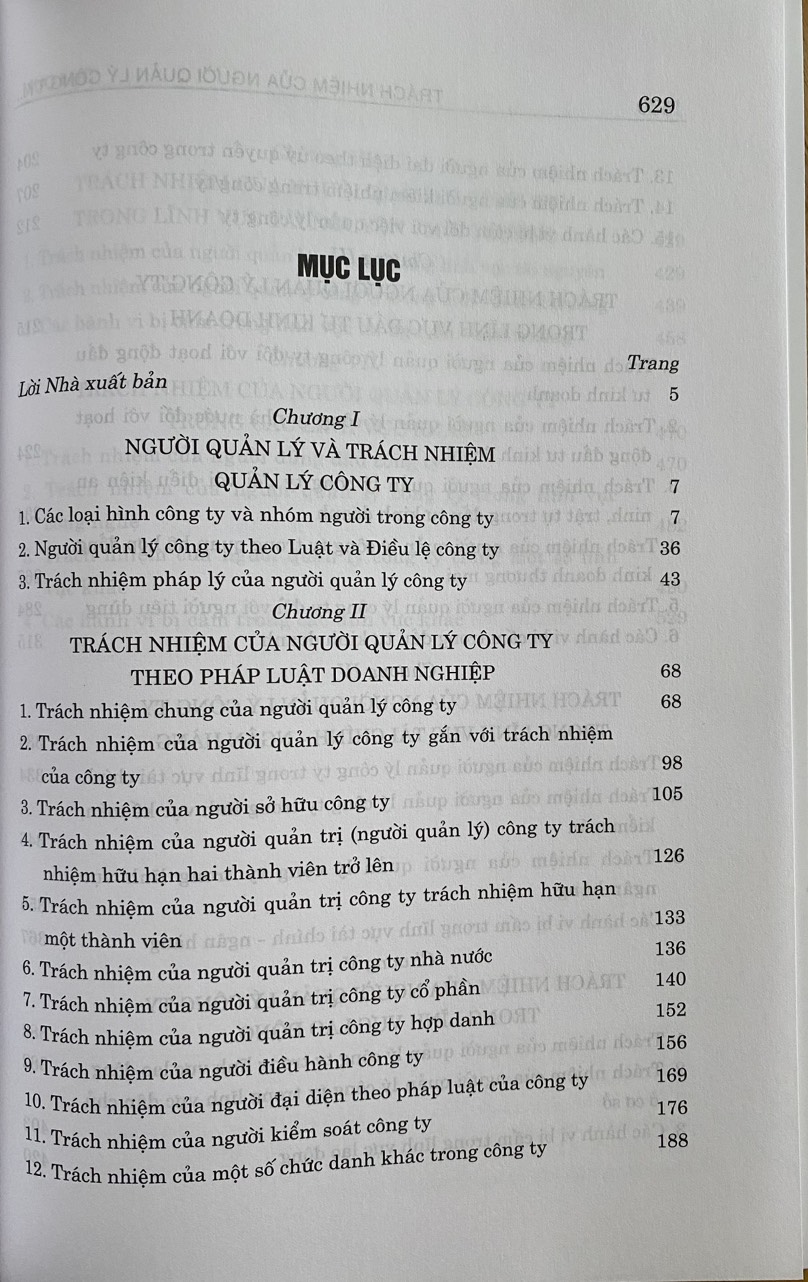 629
MỤC LỤC
Trang
Lời Nhà xuất bản 5
Chương I
NGƯỜI QUẢN LÝ VÀ TRÁCH NHIỆM
QUẢN LÝ CÔNG TY 7
1. Các loại hình công ty và nhóm người trong công ty 7
2. Người quản lý công ty theo Luật và Điều lệ công ty 36
3. Trách nhiệm pháp lý của người quản lý công ty 43
Chương II
TRÁCH NHIỆM CỦA NGƯỜI QUẢN LÝ CÔNG TY
THEO PHÁP LUẬT DOANH NGHIỆP 68
1. Trách nhiệm chung của người quản lý công ty 68
2. Trách nhiệm của người quản lý công ty gắn với trách nhiệm
của công ty 98
3. Trách nhiệm của người sở hữu công ty 105
4. Trách nhiệm của người quản trị (người quản lý) công ty trách
nhiệm hữu hạn hai thành viên trở lên 126
5. Trách nhiệm của người quản trị công ty trách nhiệm hữu hạn
một thành viên 133
6. Trách nhiệm của người quản trị công ty nhà nước 136
7. Trách nhiệm của người quản trị công ty cổ phần 140
8. Trách nhiệm của người quản trị công ty hợp danh 152
9. Trách nhiệm của người điều hành công ty 156
10. Trách nhiệm của người đại diện theo pháp luật của công ty 169
11. Trách nhiệm của người kiểm soát công ty 176
12. Trách nhiệm của một số chức danh khác trong công ty 188